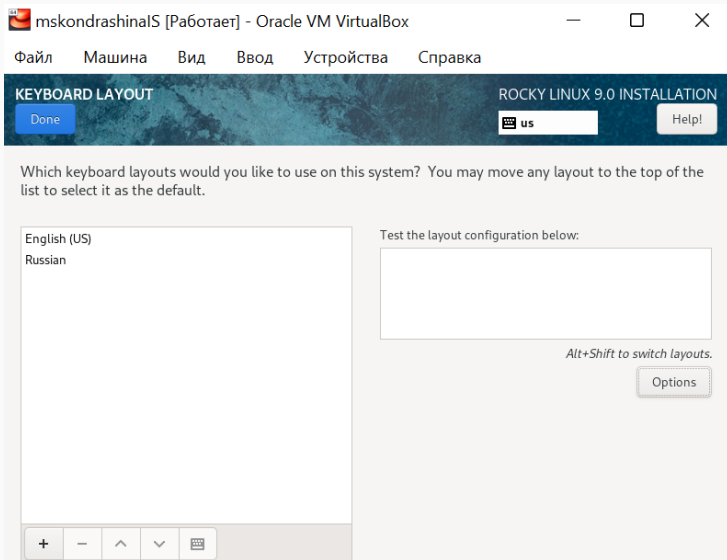 mskondrashinaIS [Работает] - Oracle VM VirtualBox
Файл Машина Вид Ввод Устройства Справка
KEYBOARD LAYOUT
ROCKY LINUX 9.0 INSTALLATION
Done
us
Help!
Which keyboard layouts would you like to use on this system? You may move any layout to the top of the
list to select it as the default.
English (US)
Russian
Test the layout configuration below:
Alt+Shift to switch layouts.
Options